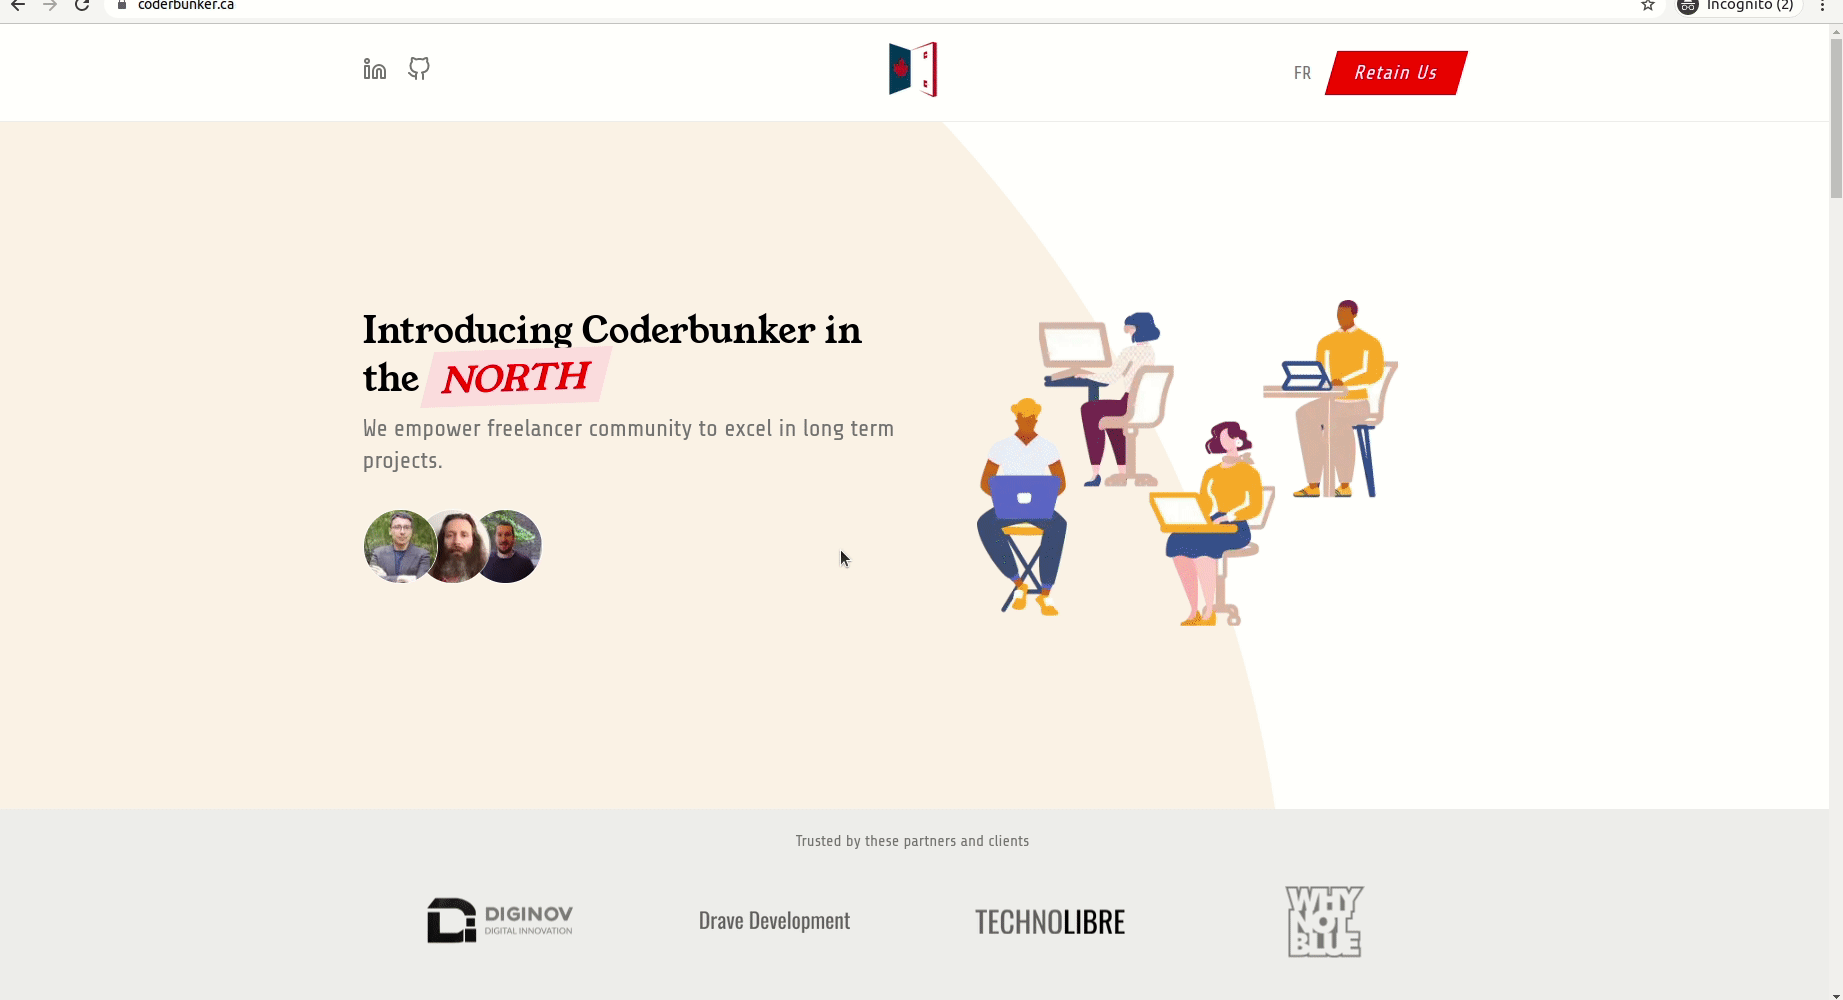 coderbunker.ca
Incognito (2)
FR
Retain Us
Introducing Coderbunker in
the NORTH
We empower freelancer community to excel in long term
projects.
Trusted by these partners and clients
DIGINOV
DIGITAL INNOVATION
Drave Development
TECHNOLIBRE
WHY
NOT
BLUE